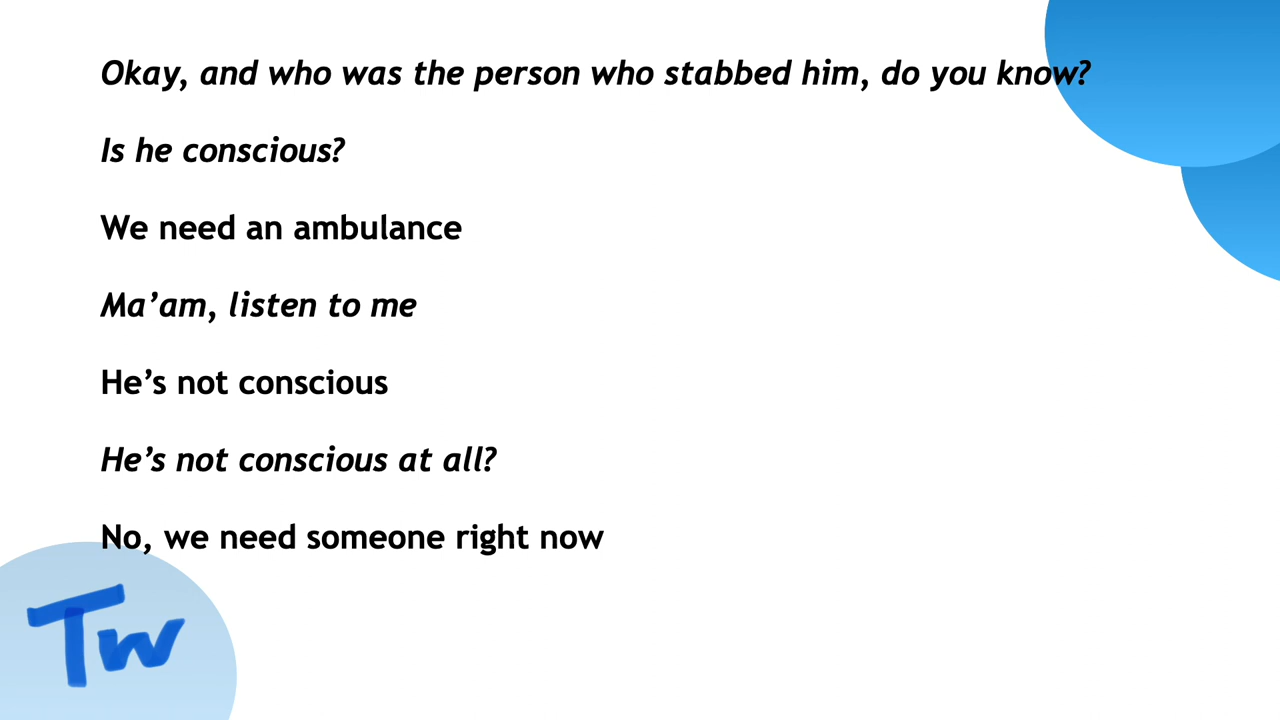 Okay, and who was the person who stabbed him, do you know?
Is he conscious?
We need an ambulance
Ma’am, listen to me
He’s not conscious
He’s not conscious at all?
No, we need someone right now
Tw